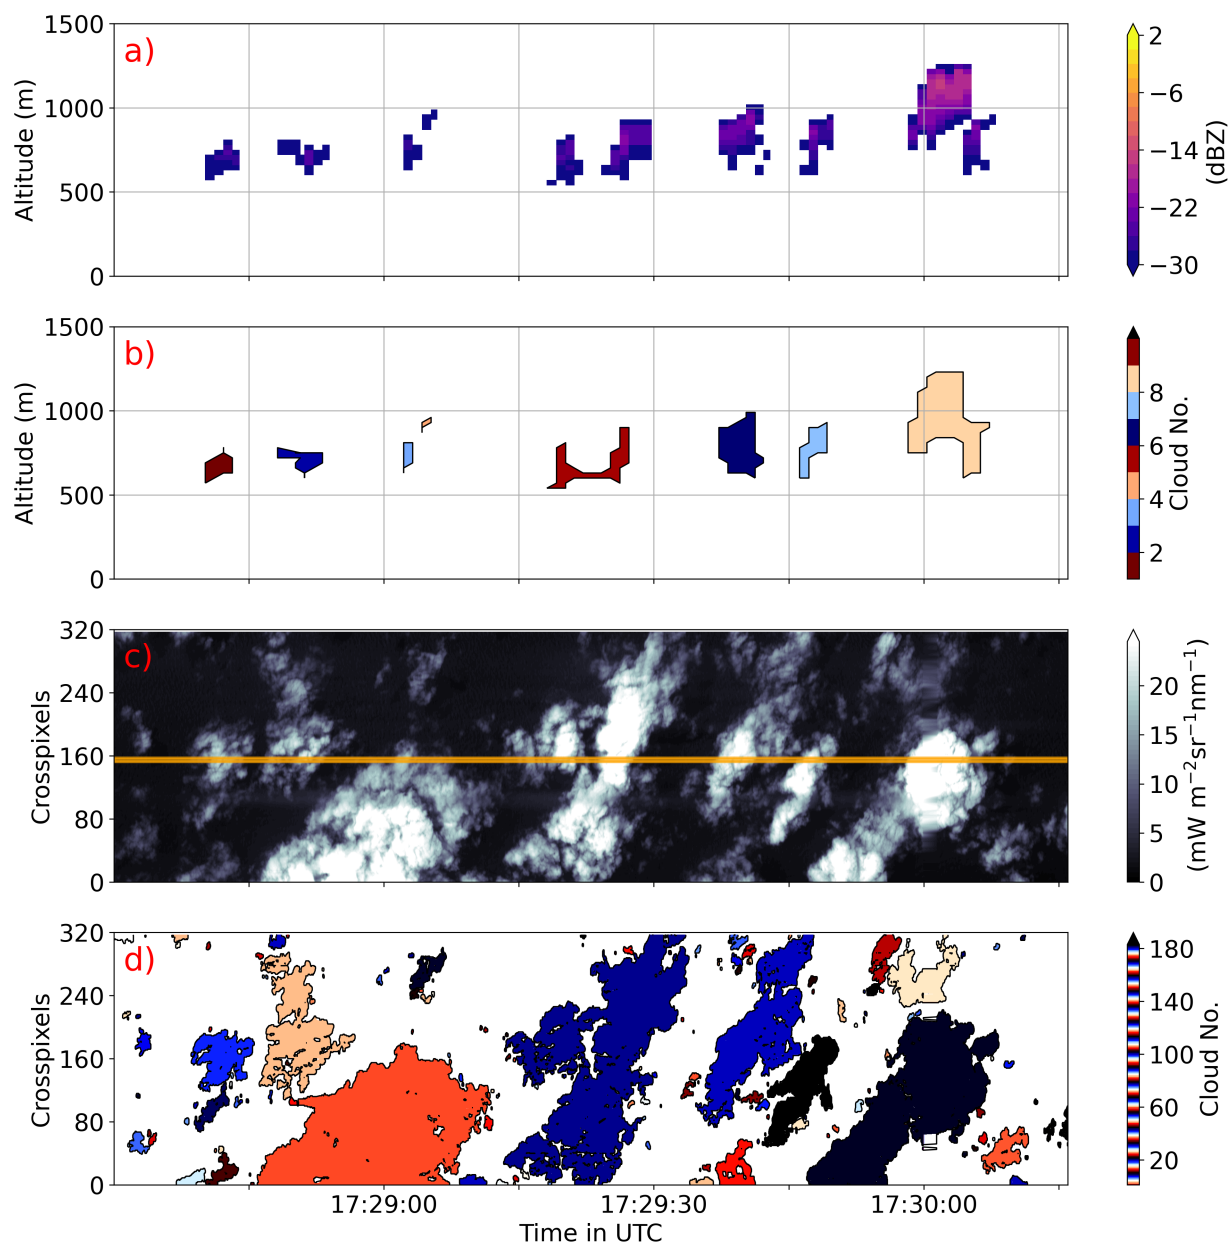 a)
1500
1000
500
0
Altitude (m)
2
−6
−14
−22
−30
(dBZ)
b)
1500
1000
500
0
Altitude (m)
8
6
4
2
Cloud No.
c)
320
240
160
80
0
Crosspixels
20
15
10
5
0
(mW m⁻²sr⁻¹nm⁻¹)
d)
320
240
160
80
0
Crosspixels
180
140
100
60
20
Cloud No.
17:29:00 17:29:30 17:30:00
Time in UTC